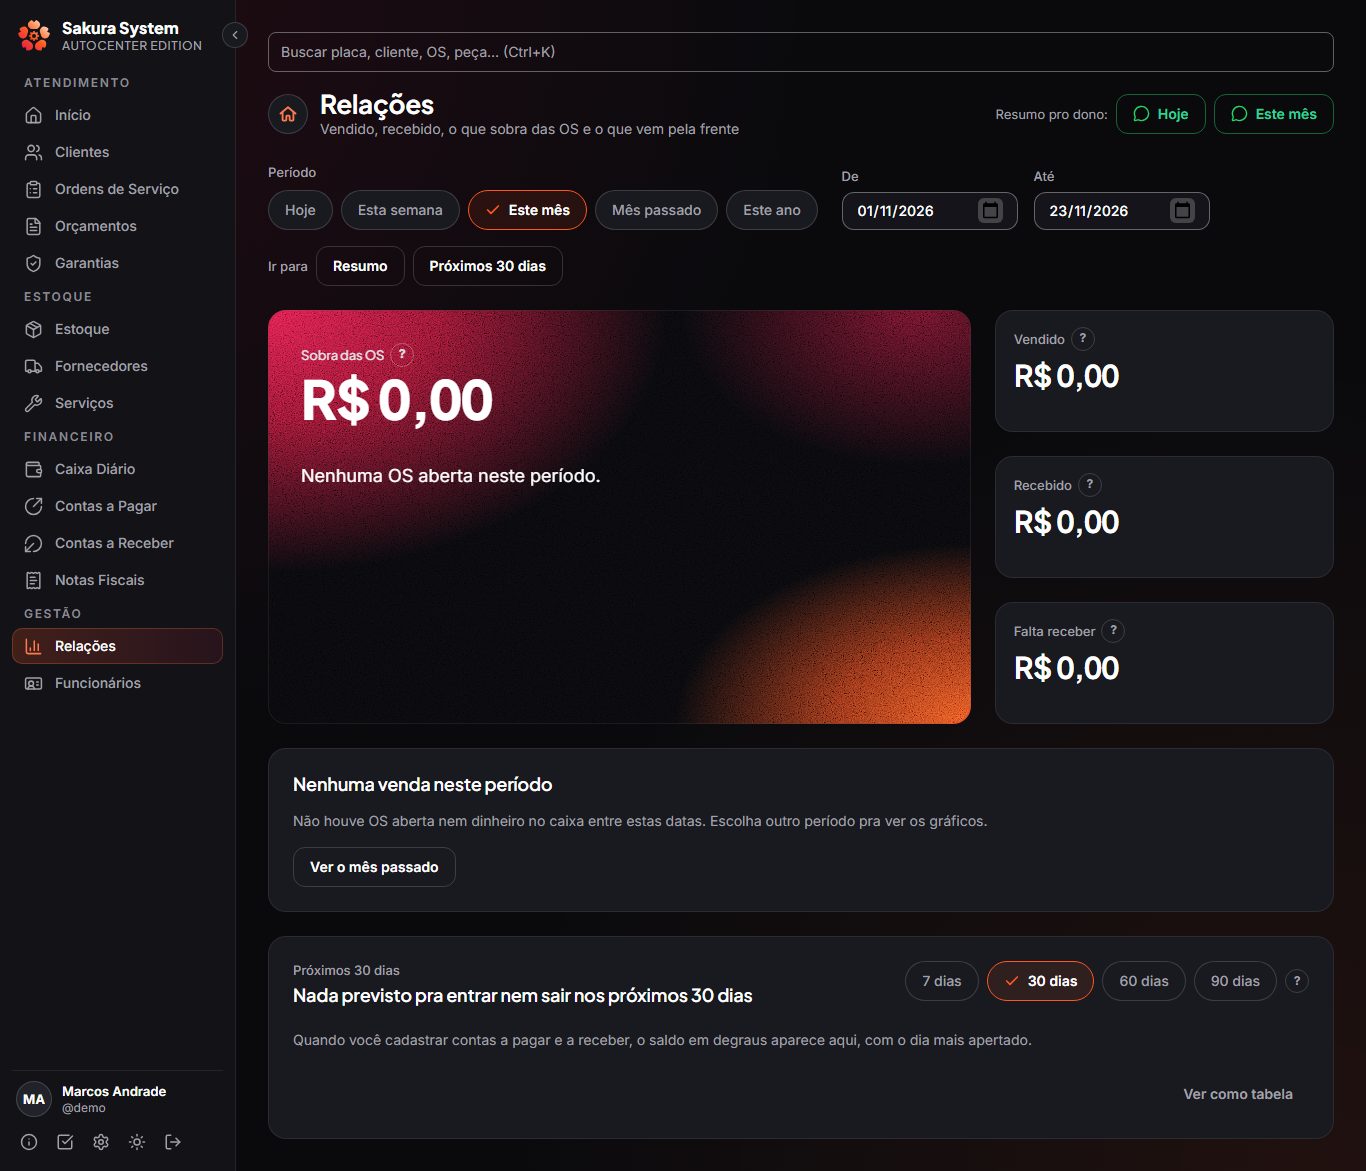 Sakura System
AUTOCENTER EDITION
ATENDIMENTO
Início
Clientes
Ordens de Serviço
Orçamentos
Garantias
ESTOQUE
Estoque
Fornecedores
Serviços
FINANCEIRO
Caixa Diário
Contas a Pagar
Contas a Receber
Notas Fiscais
GESTÃO
Relações
Funcionários
MA
Marcos Andrade
@demo
Buscar placa, cliente, OS, peça... (Ctrl+K)
Relações
Vendido, recebido, o que sobra das OS e o que vem pela frente
Resumo pro dono:
Hoje
Este mês
Período
Hoje
Esta semana
Este mês
Mês passado
Este ano
De
01/11/2026
Até
23/11/2026
Ir para
Resumo
Próximos 30 dias
Sobra das OS ?
R$ 0,00
Nenhuma OS aberta neste período.
Vendido ?
R$ 0,00
Recebido ?
R$ 0,00
Falta receber ?
R$ 0,00
Nenhuma venda neste período
Não houve OS aberta nem dinheiro no caixa entre estas datas. Escolha outro período pra ver os gráficos.
Ver o mês passado
Próximos 30 dias
Nada previsto pra entrar nem sair nos próximos 30 dias
7 dias
30 dias
60 dias
90 dias
?
Quando você cadastrar contas a pagar e a receber, o saldo em degraus aparece aqui, com o dia mais apertado.
Ver como tabela